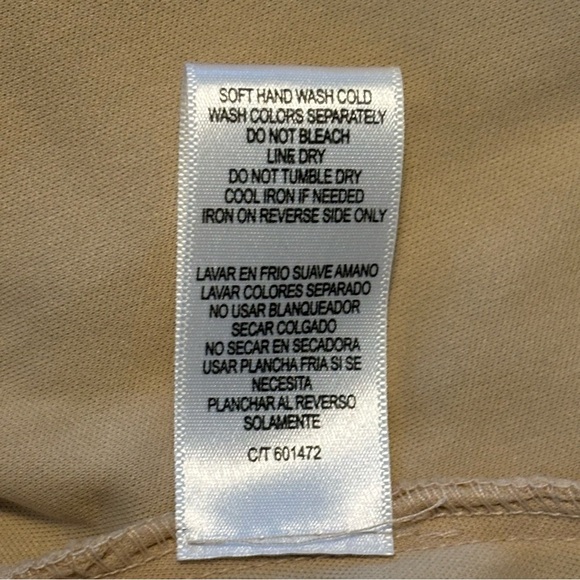 SOFT HAND WASH COLD
WASH COLORS SEPARATELY
DO NOT BLEACH
LINE DRY
DO NOT TUMBLE DRY
COOL IRON IF NEEDED
IRON ON REVERSE SIDE ONLY
LAVAR EN FRIO SUAVE AMANO
LAVAR COLORES SEPARADO
NO USAR BLANQUEADOR
SECAR COLGADO
NO SECAR EN SECADORA
USAR PLANCHA FRIA SI SE
NECESITA
PLANCHAR AL REVERSO
SOLAMENTE
C/T 601472